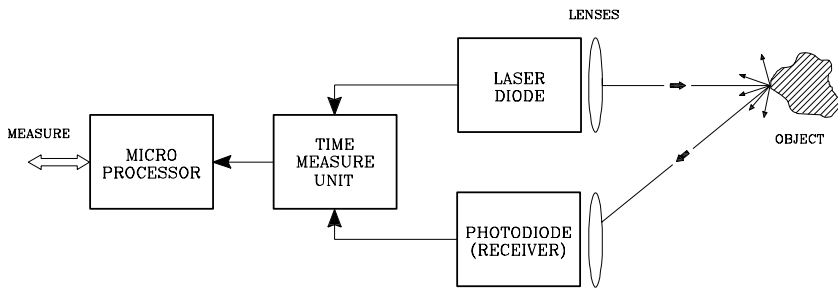 LENSES
LASER
DIODE
OBJECT
MEASURE
MICRO
PROCESSOR
TIME
MEASURE
UNIT
PHOTODIODE
(RECEIVER)